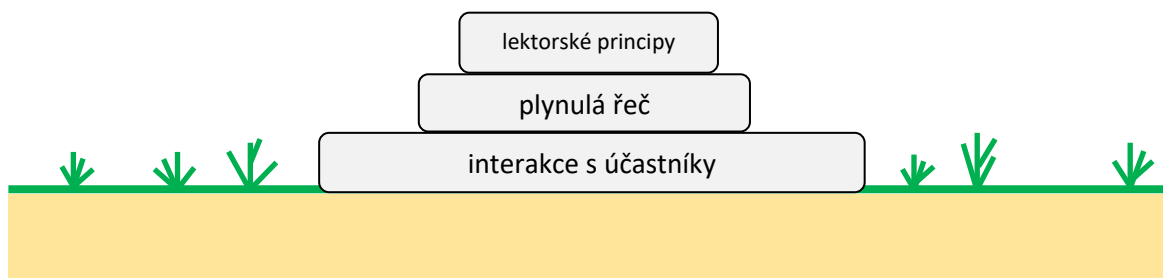 lektorské principy
plynulá řeč
interakce s účastníky